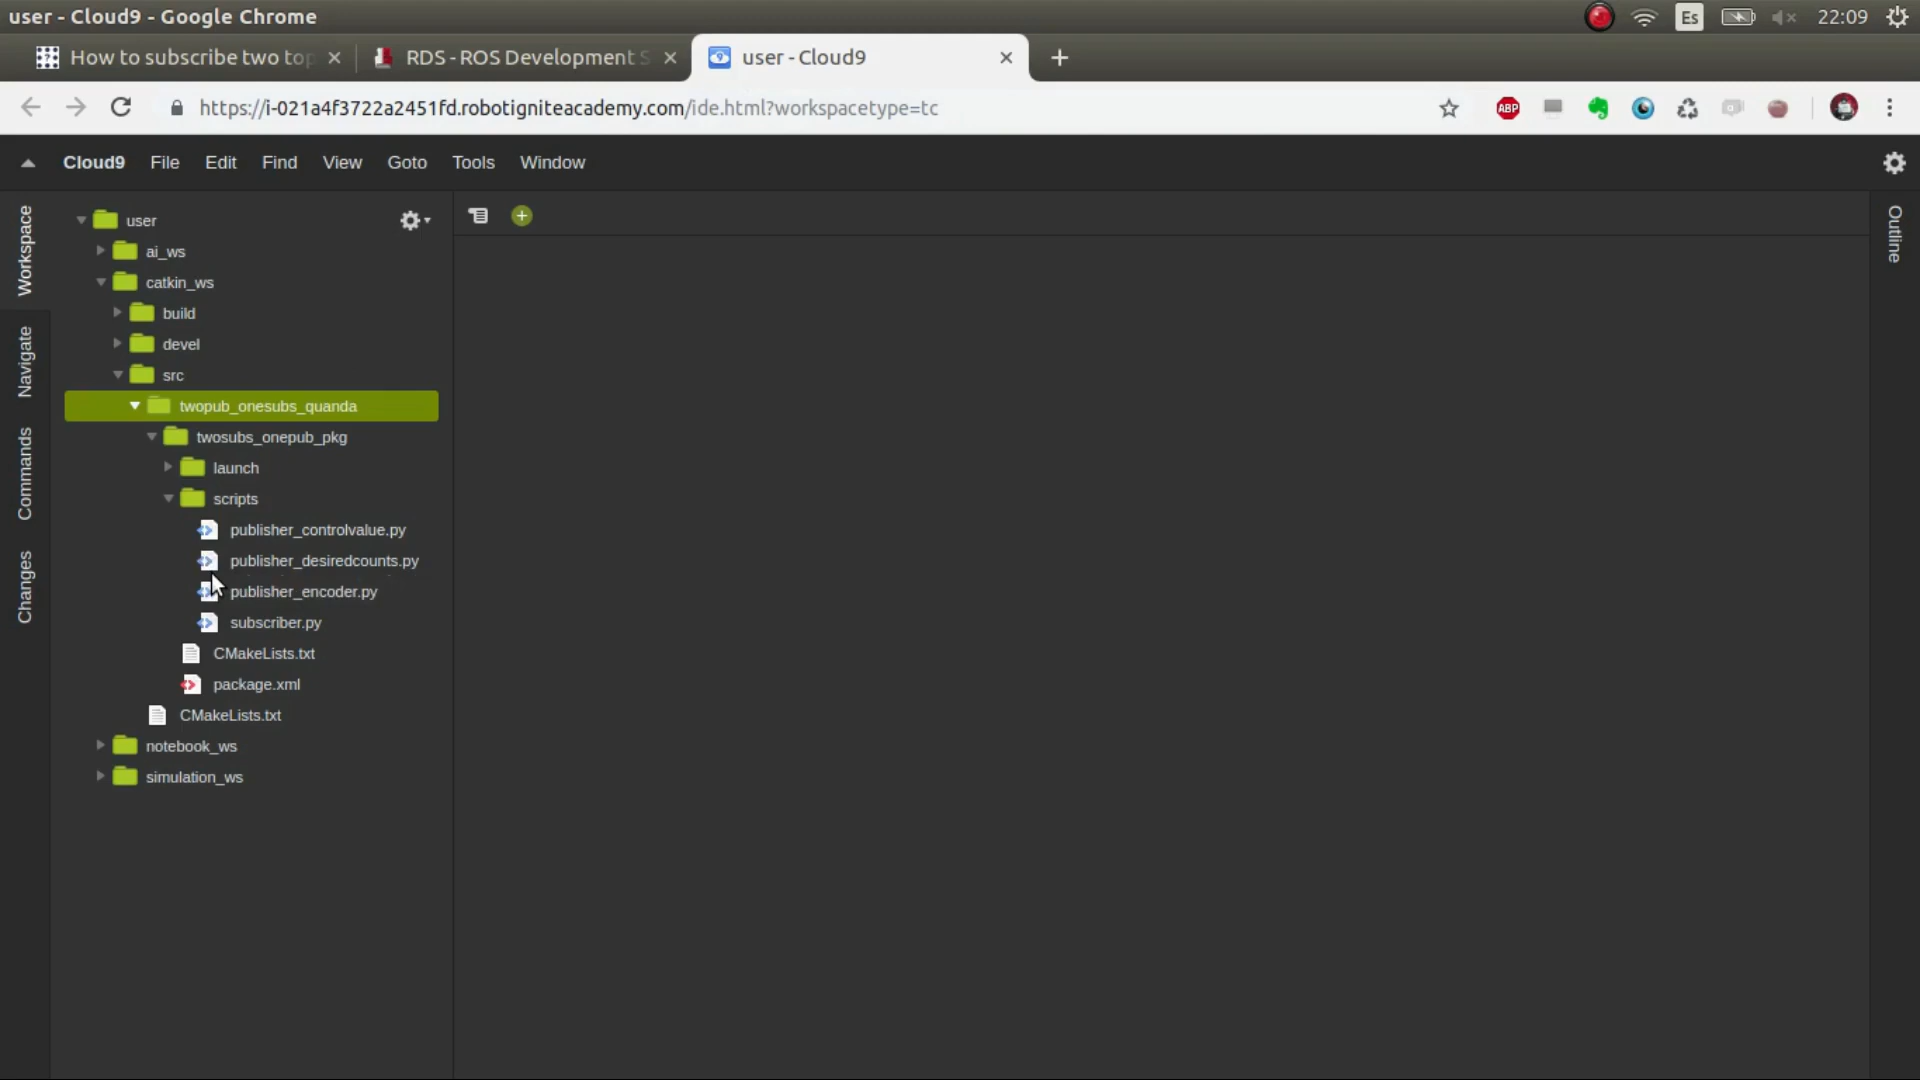 user - Cloud9 - Google Chrome
Es
22:09
How to subscribe two top
RDS - ROS Development S
user - Cloud9
https://i-021a4f3722a2451fd.robotigniteacademy.com/ide.html?workspacetype=tc
ABP
Cloud9 File Edit Find View Goto Tools Window
Workspace
Navigate
Commands
Changes
user
ai_ws
catkin_ws
build
devel
src
twopub_onesubs_quanda
twosubs_onepub_pkg
launch
scripts
publisher_controlvalue.py
publisher_desiredcounts.py
publisher_encoder.py
subscriber.py
CMakeLists.txt
package.xml
CMakeLists.txt
notebook_ws
simulation_ws
Outline